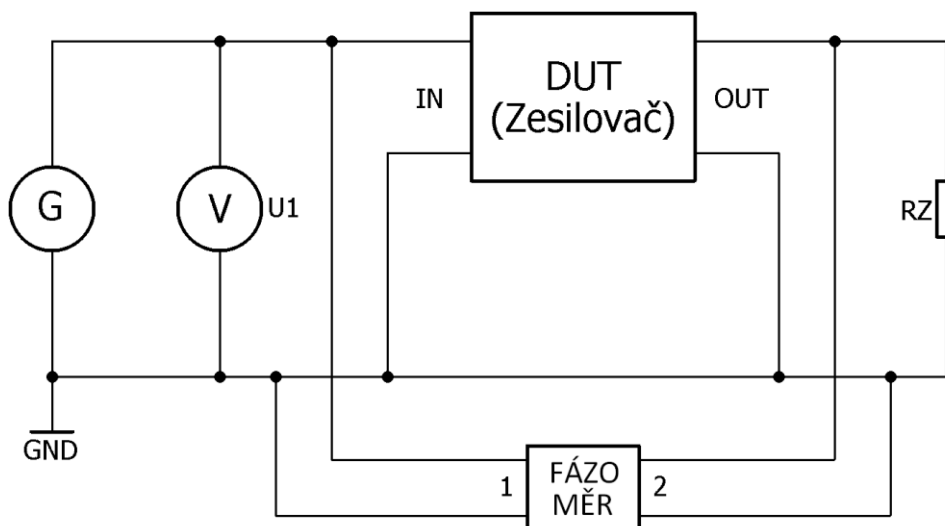 DUT
(Zesilovač)
IN
OUT
G
V
U1
RZ
GND
1
FÁZO
MĚR
2